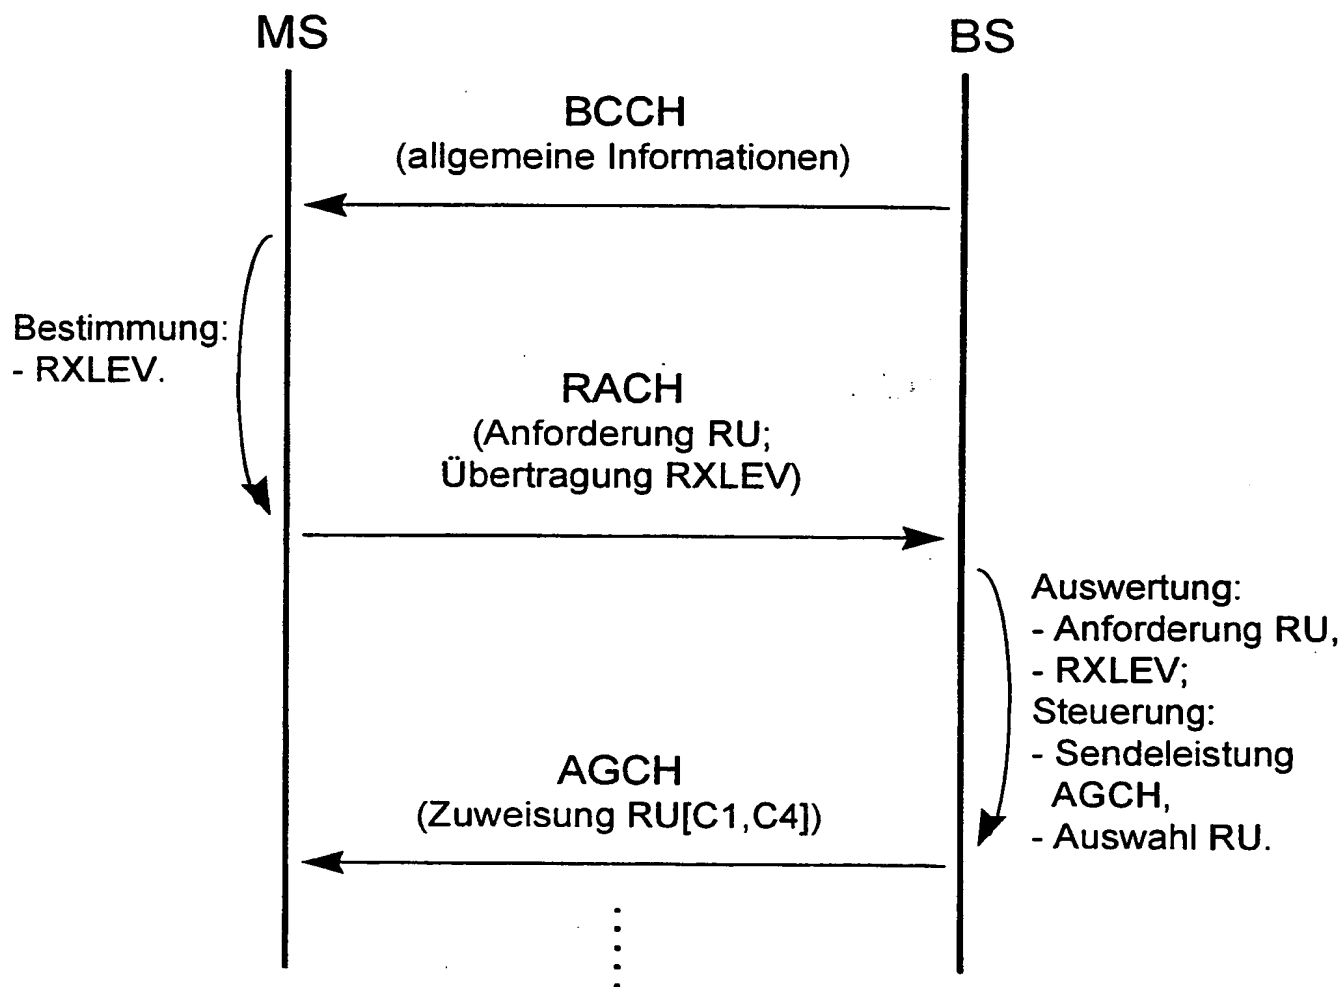 MS
BS
BCCH
(allgemeine Informationen)
Bestimmung:
- RXLEV.
RACH
(Anforderung RU;
Übertragung RXLEV)
Auswertung:
- Anforderung RU,
- RXLEV;
Steuerung:
- Sendeleistung
AGCH,
- Auswahl RU.
AGCH
(Zuweisung RU[C1,C4])